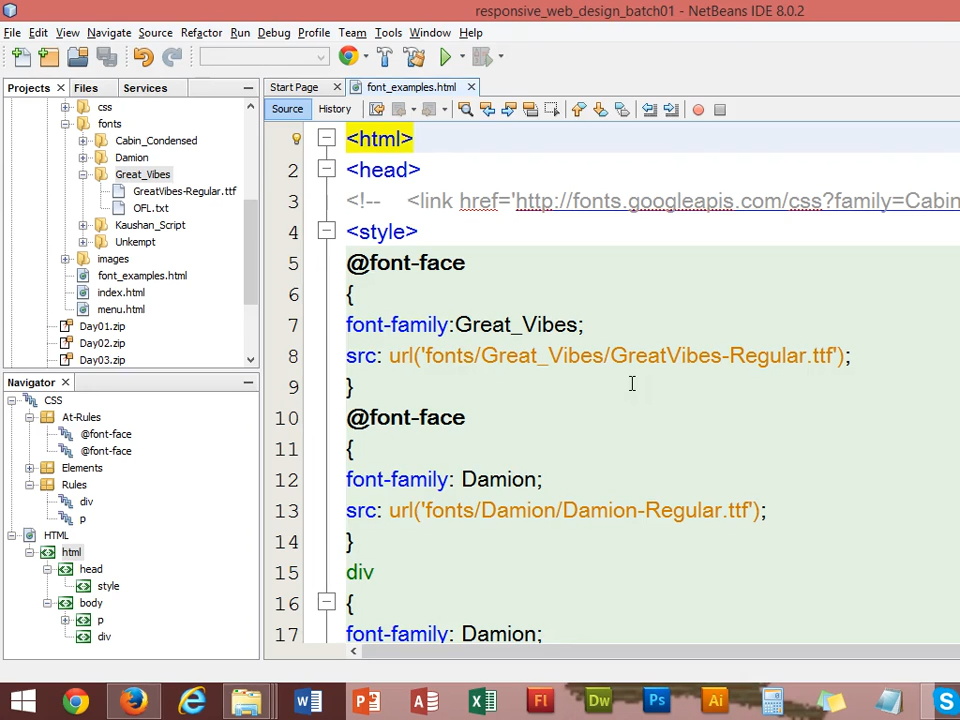 responsive_web_design_batch01 - NetBeans IDE 8.0.2
File Edit View Navigate Source Refactor Run Debug Profile Team Tools Window Help
Projects Files Services
Start Page font_examples.html
Source History
css
fonts
Cabin_Condensed
Damion
Great_Vibes
GreatVibes-Regular.ttf
OFL.txt
Kaushan_Script
Unkempt
images
font_examples.html
index.html
menu.html
Day01.zip
Day02.zip
Day03.zip
Navigator
CSS
At-Rules
@font-face
@font-face
Elements
Rules
div
p
HTML
html
head
style
body
p
div
<html>
2 <head>
3 <!-- <link href='http://fonts.googleapis.com/css?family=Cabin
4 <style>
5 @font-face
6 {
7 font-family:Great_Vibes;
8 src: url('fonts/Great_Vibes/GreatVibes-Regular.ttf');
9 }
10 @font-face
11 {
12 font-family: Damion;
13 src: url('fonts/Damion/Damion-Regular.ttf');
14 }
15 div
16 {
17 font-family: Damion;